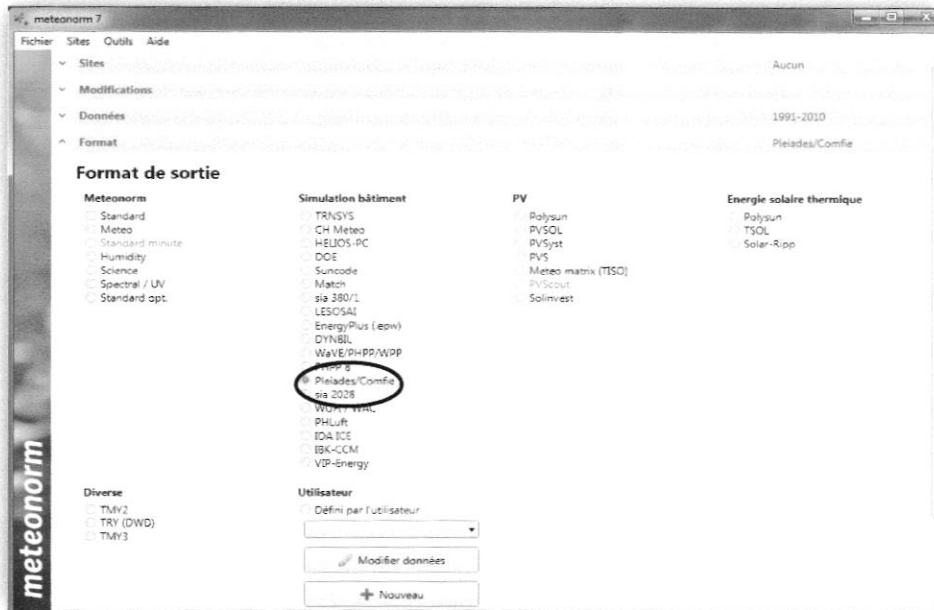 meteonorm 7
Fichier Sites Outils Aide
Sites Aucun
Modifications
Données 1991-2010
Format Pleiades/Comfie
Format de sortie
Meteonorm
Standard
Meteo
Standard minute
Humidity
Science
Spectral / UV
Standard opt.
Simulation bâtiment
TRNSYS
CH Meteo
HELIOS-PC
DOE
Suncode
Match
sia 380/1
LESOSAI
EnergyPlus (.epw)
DYNBIL
WaVE/PHPP/WPP
PHPP 8
Pleiades/Comfie
sia 2028
WUFI / WAC
PHLuft
IDA ICE
IBK-CCM
VIP-Energy
PV
Polysun
PVSOL
PVSyst
PVS
Meteo matrix (TISO)
PVScout
Solinvest
Energie solaire thermique
Polysun
TSOL
Solar-Ripp
Diverse
TMY2
TRY (DWD)
TMY3
Utilisateur
Défini par l'utilisateur
Modifier données
Nouveau
meteonorm